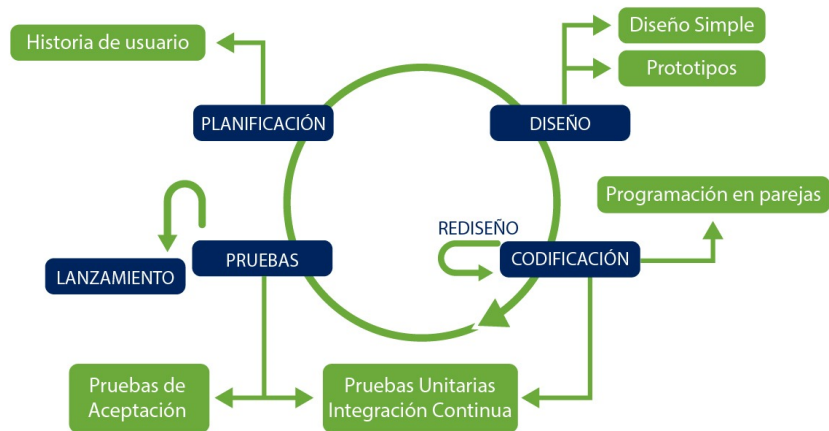 Historia de usuario
Diseño Simple
Prototipos
PLANIFICACIÓN
DISEÑO
Programación en parejas
REDISEÑO
PRUEBAS
CODIFICACIÓN
LANZAMIENTO
Pruebas de
Aceptación
Pruebas Unitarias
Integración Continua